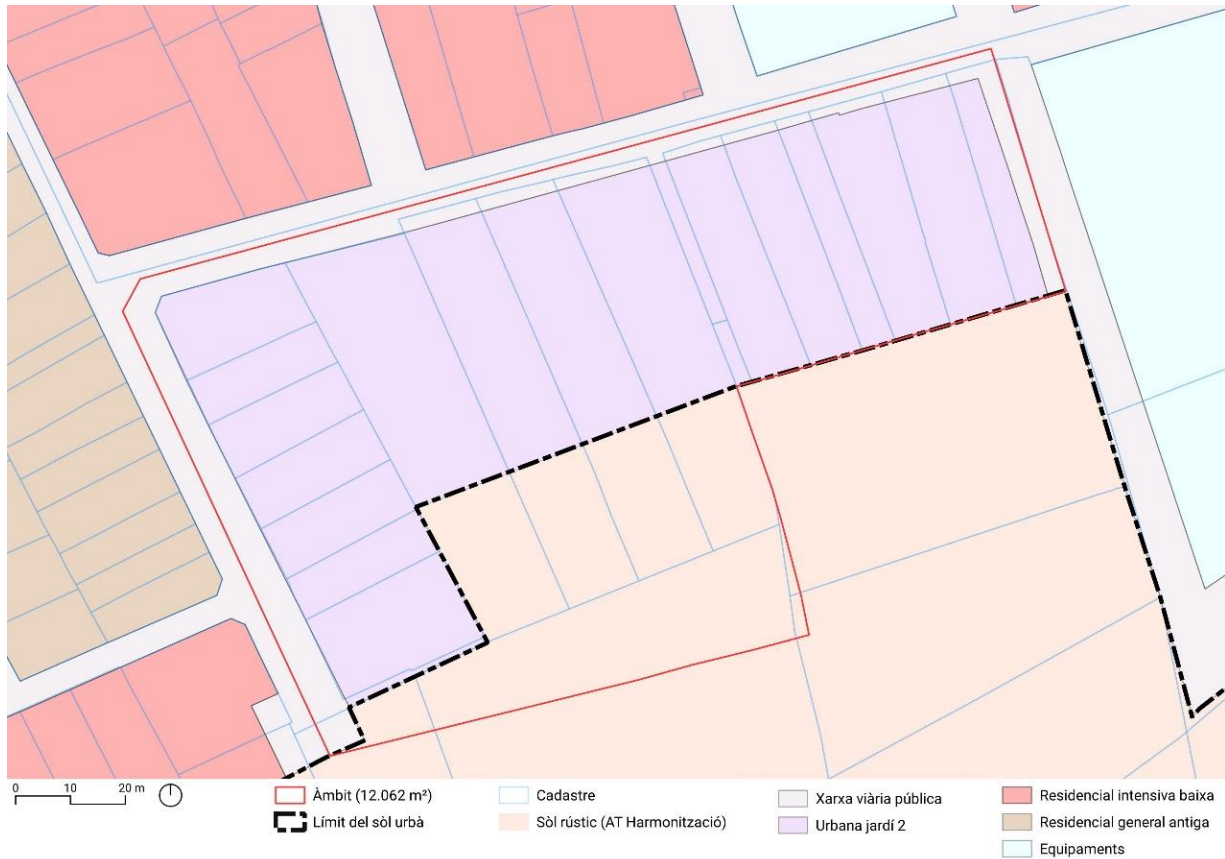 0 10 20 m
Àmbit (12.062 m²)
Límit del sòl urbà
Cadastre
Sòl rústic (AT Harmonització)
Xarxa viària pública
Urbana jardí 2
Residencial intensiva baixa
Residencial general antiga
Equipaments